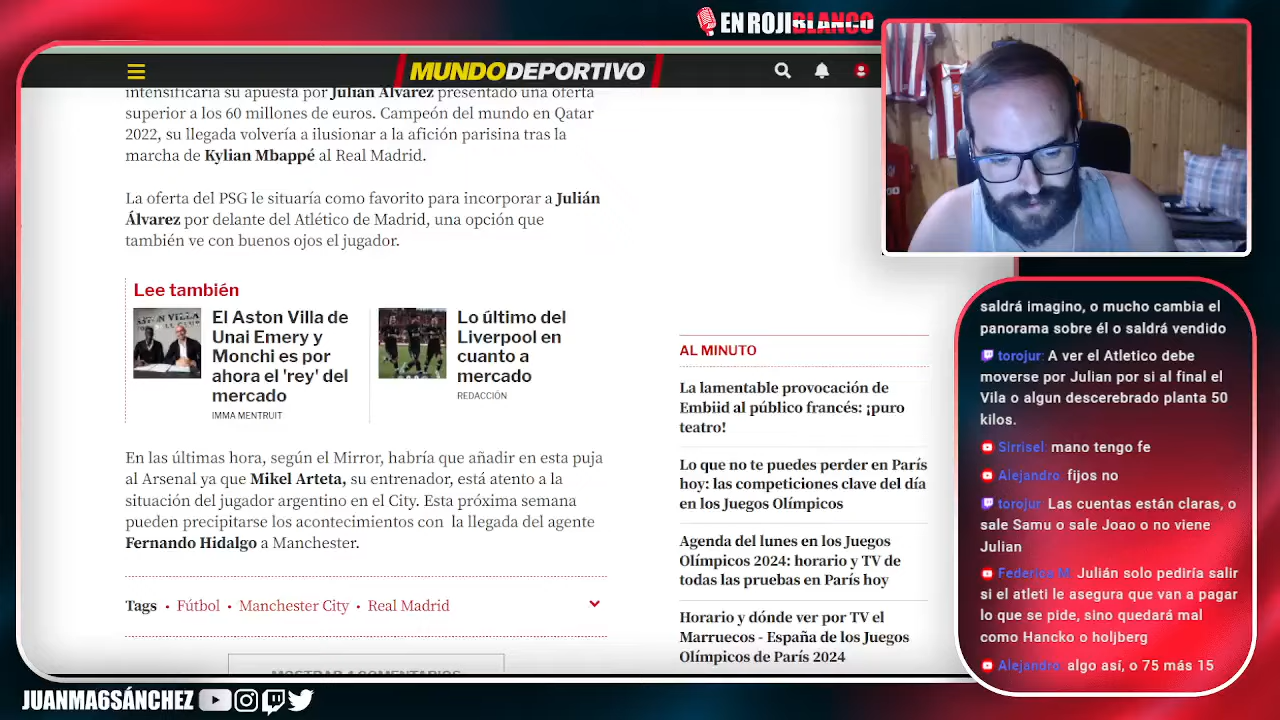 EN ROJIBLANCO
MUNDODEPORTIVO
intensificaría su apuesta por Julián Álvarez presentado una oferta
superior a los 60 millones de euros. Campeón del mundo en Qatar
2022, su llegada volvería a ilusionar a la afición parisina tras la
marcha de Kylian Mbappé al Real Madrid.
La oferta del PSG le situaría como favorito para incorporar a Julián
Álvarez por delante del Atlético de Madrid, una opción que
también ve con buenos ojos el jugador.
Lee también
El Aston Villa de
Unai Emery y
Monchi es por
ahora el 'rey' del
mercado
IMMA MENTRUIT
Lo último del
Liverpool en
cuanto a
mercado
REDACCIÓN
En las últimas hora, según el Mirror, habría que añadir en esta puja
al Arsenal ya que Mikel Arteta, su entrenador, está atento a la
situación del jugador argentino en el City. Esta próxima semana
pueden precipitarse los acontecimientos con la llegada del agente
Fernando Hidalgo a Manchester.
Tags • Fútbol • Manchester City • Real Madrid
MOSTRAR 4 COMENTARIOS
AL MINUTO
La lamentable provocación de
Embiid al público francés: ¡puro
teatro!
Lo que no te puedes perder en París
hoy: las competiciones clave del día
en los Juegos Olímpicos
Agenda del lunes en los Juegos
Olímpicos 2024: horario y TV de
todas las pruebas en París hoy
Horario y dónde ver por TV el
Marruecos - España de los Juegos
Olímpicos de París 2024
saldrá imagino, o mucho cambia el
panorama sobre él o saldrá vendido
torojur: A ver el Atletico debe
moverse por Julian por si al final el
Vila o algun descerebrado planta 50
kilos.
Sirrisel: mano tengo fe
Alejandro: fijos no
torojur: Las cuentas están claras, o
sale Samu o sale Joao o no viene
Julian
Federico M: Julián solo pediría salir
si el atleti le asegura que van a pagar
lo que se pide, sino quedará mal
como Hancko o holjberg
Alejandro: algo así, o 75 más 15
JUANMA6SÁNCHEZ